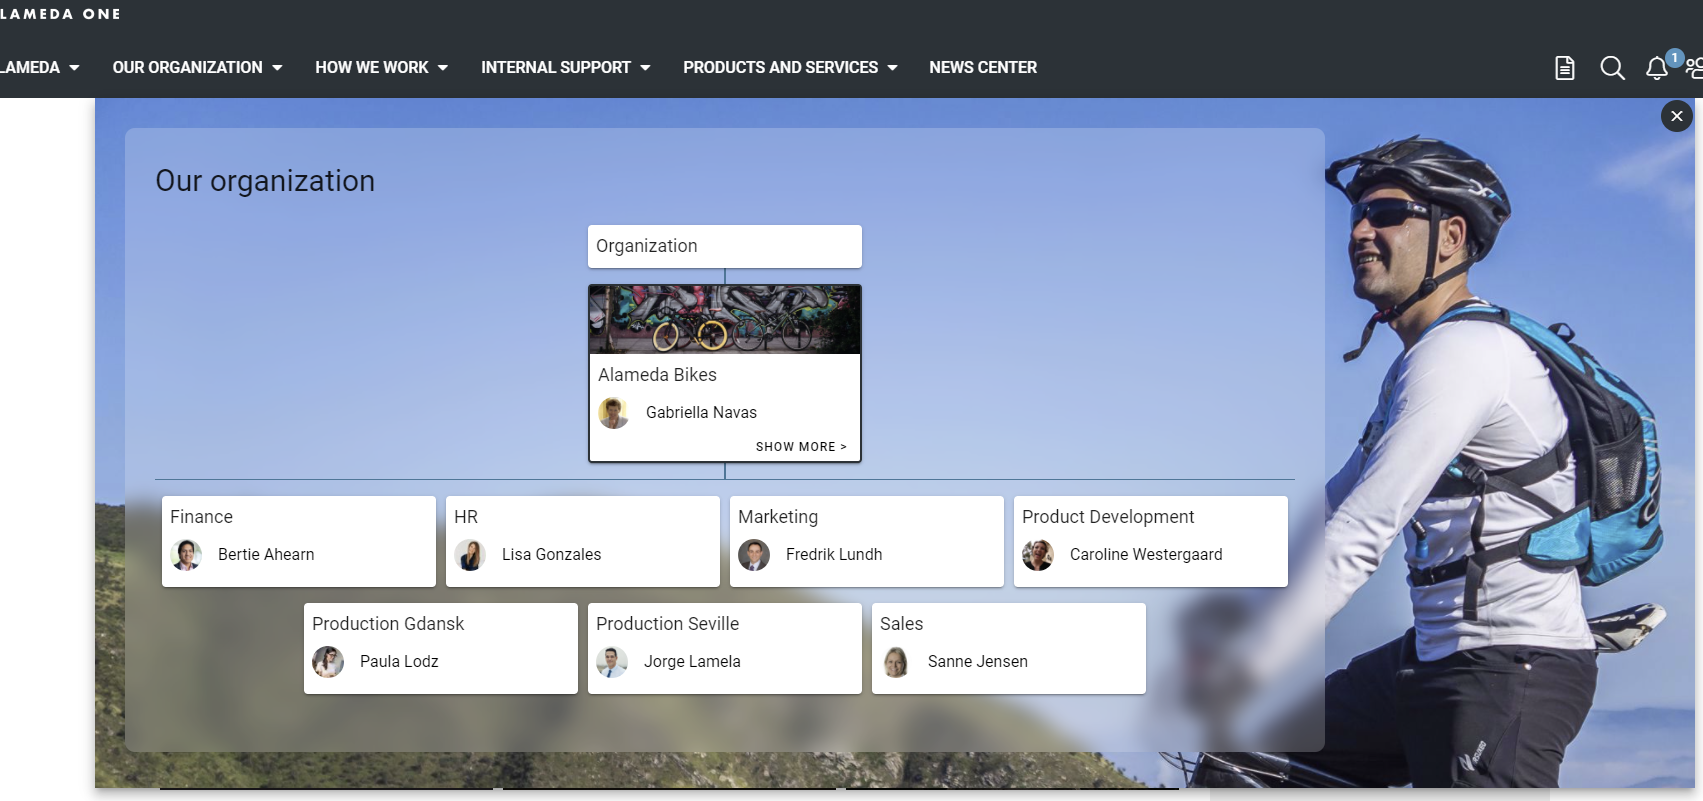 LAMEDA ONE
LAMEDA OUR ORGANIZATION HOW WE WORK INTERNAL SUPPORT PRODUCTS AND SERVICES NEWS CENTER 1
Our organization
Organization
Alameda Bikes
Gabriella Navas
SHOW MORE >
Finance
Bertie Ahearn
HR
Lisa Gonzales
Marketing
Fredrik Lundh
Product Development
Caroline Westergaard
Production Gdansk
Paula Lodz
Production Seville
Jorge Lamela
Sales
Sanne Jensen